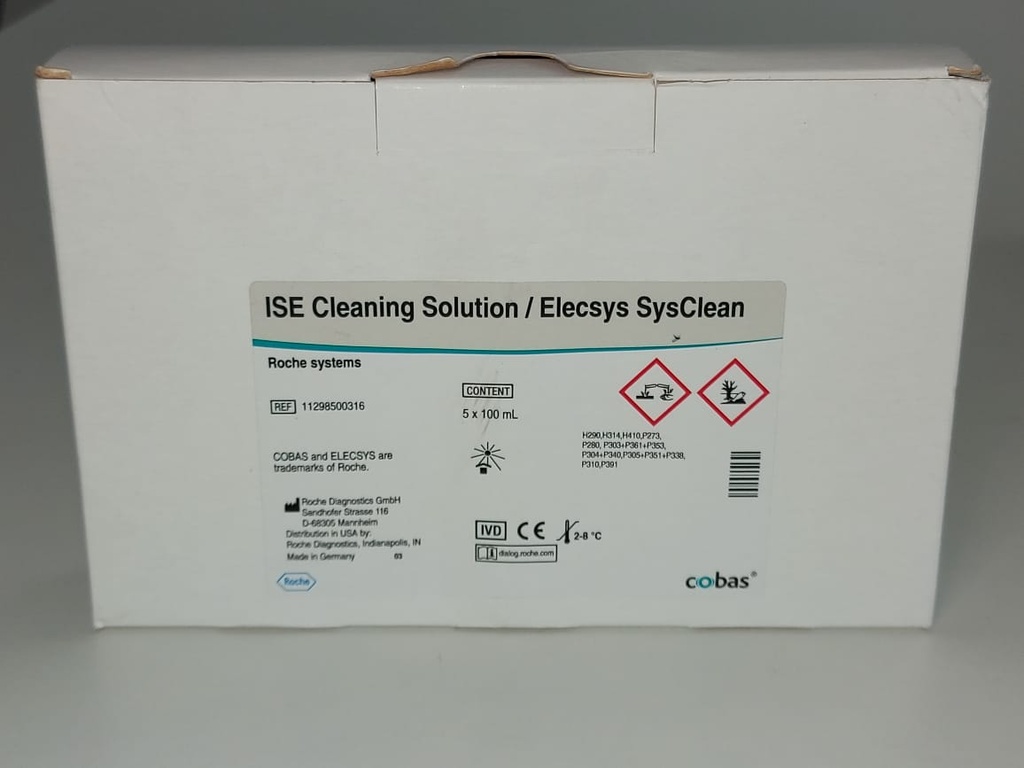 ISE Cleaning Solution / Elecsys SysClean
Roche systems
REF 11298500316
CONTENT
5 x 100 mL
H290,H314,H410,P273,
P280, P303+P361+P353,
P304+P340,P305+P351+P338,
P310,P391
COBAS and ELECSYS are
trademarks of Roche.
Roche Diagnostics GmbH
Sandhofer Strasse 116
D-68305 Mannheim
Distribution in USA by:
Roche Diagnostics, Indianapolis, IN
Made in Germany 03
IVD CE 2-8 °C
dialog.roche.com
Roche
cobas®